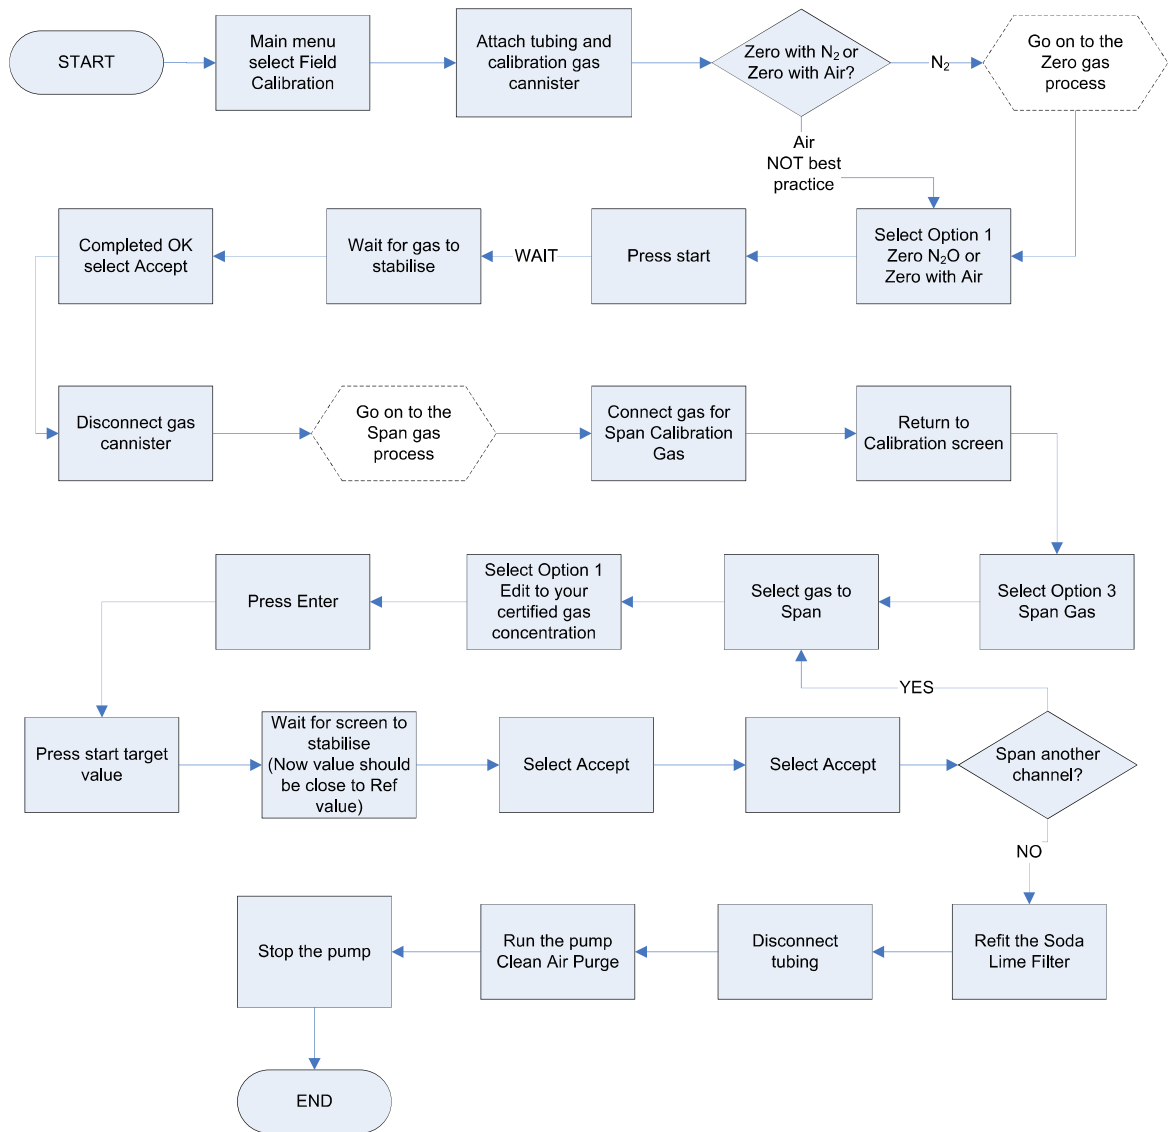 START
Main menu
select Field
Calibration
Attach tubing and
calibration gas
cannister
Zero with N₂ or
Zero with Air?
N₂
Go on to the
Zero gas
process
Air
NOT best
practice
Completed OK
select Accept
Wait for gas to
stabilise
WAIT
Press start
Select Option 1
Zero N₂O or
Zero with Air
Disconnect gas
cannister
Go on to the
Span gas
process
Connect gas for
Span Calibration
Gas
Return to
Calibration screen
Press Enter
Select Option 1
Edit to your
certified gas
concentration
Select gas to
Span
Select Option 3
Span Gas
YES
Press start target
value
Wait for screen to
stabilise
(Now value should
be close to Ref
value)
Select Accept
Select Accept
Span another
channel?
NO
Stop the pump
Run the pump
Clean Air Purge
Disconnect
tubing
Refit the Soda
Lime Filter
END